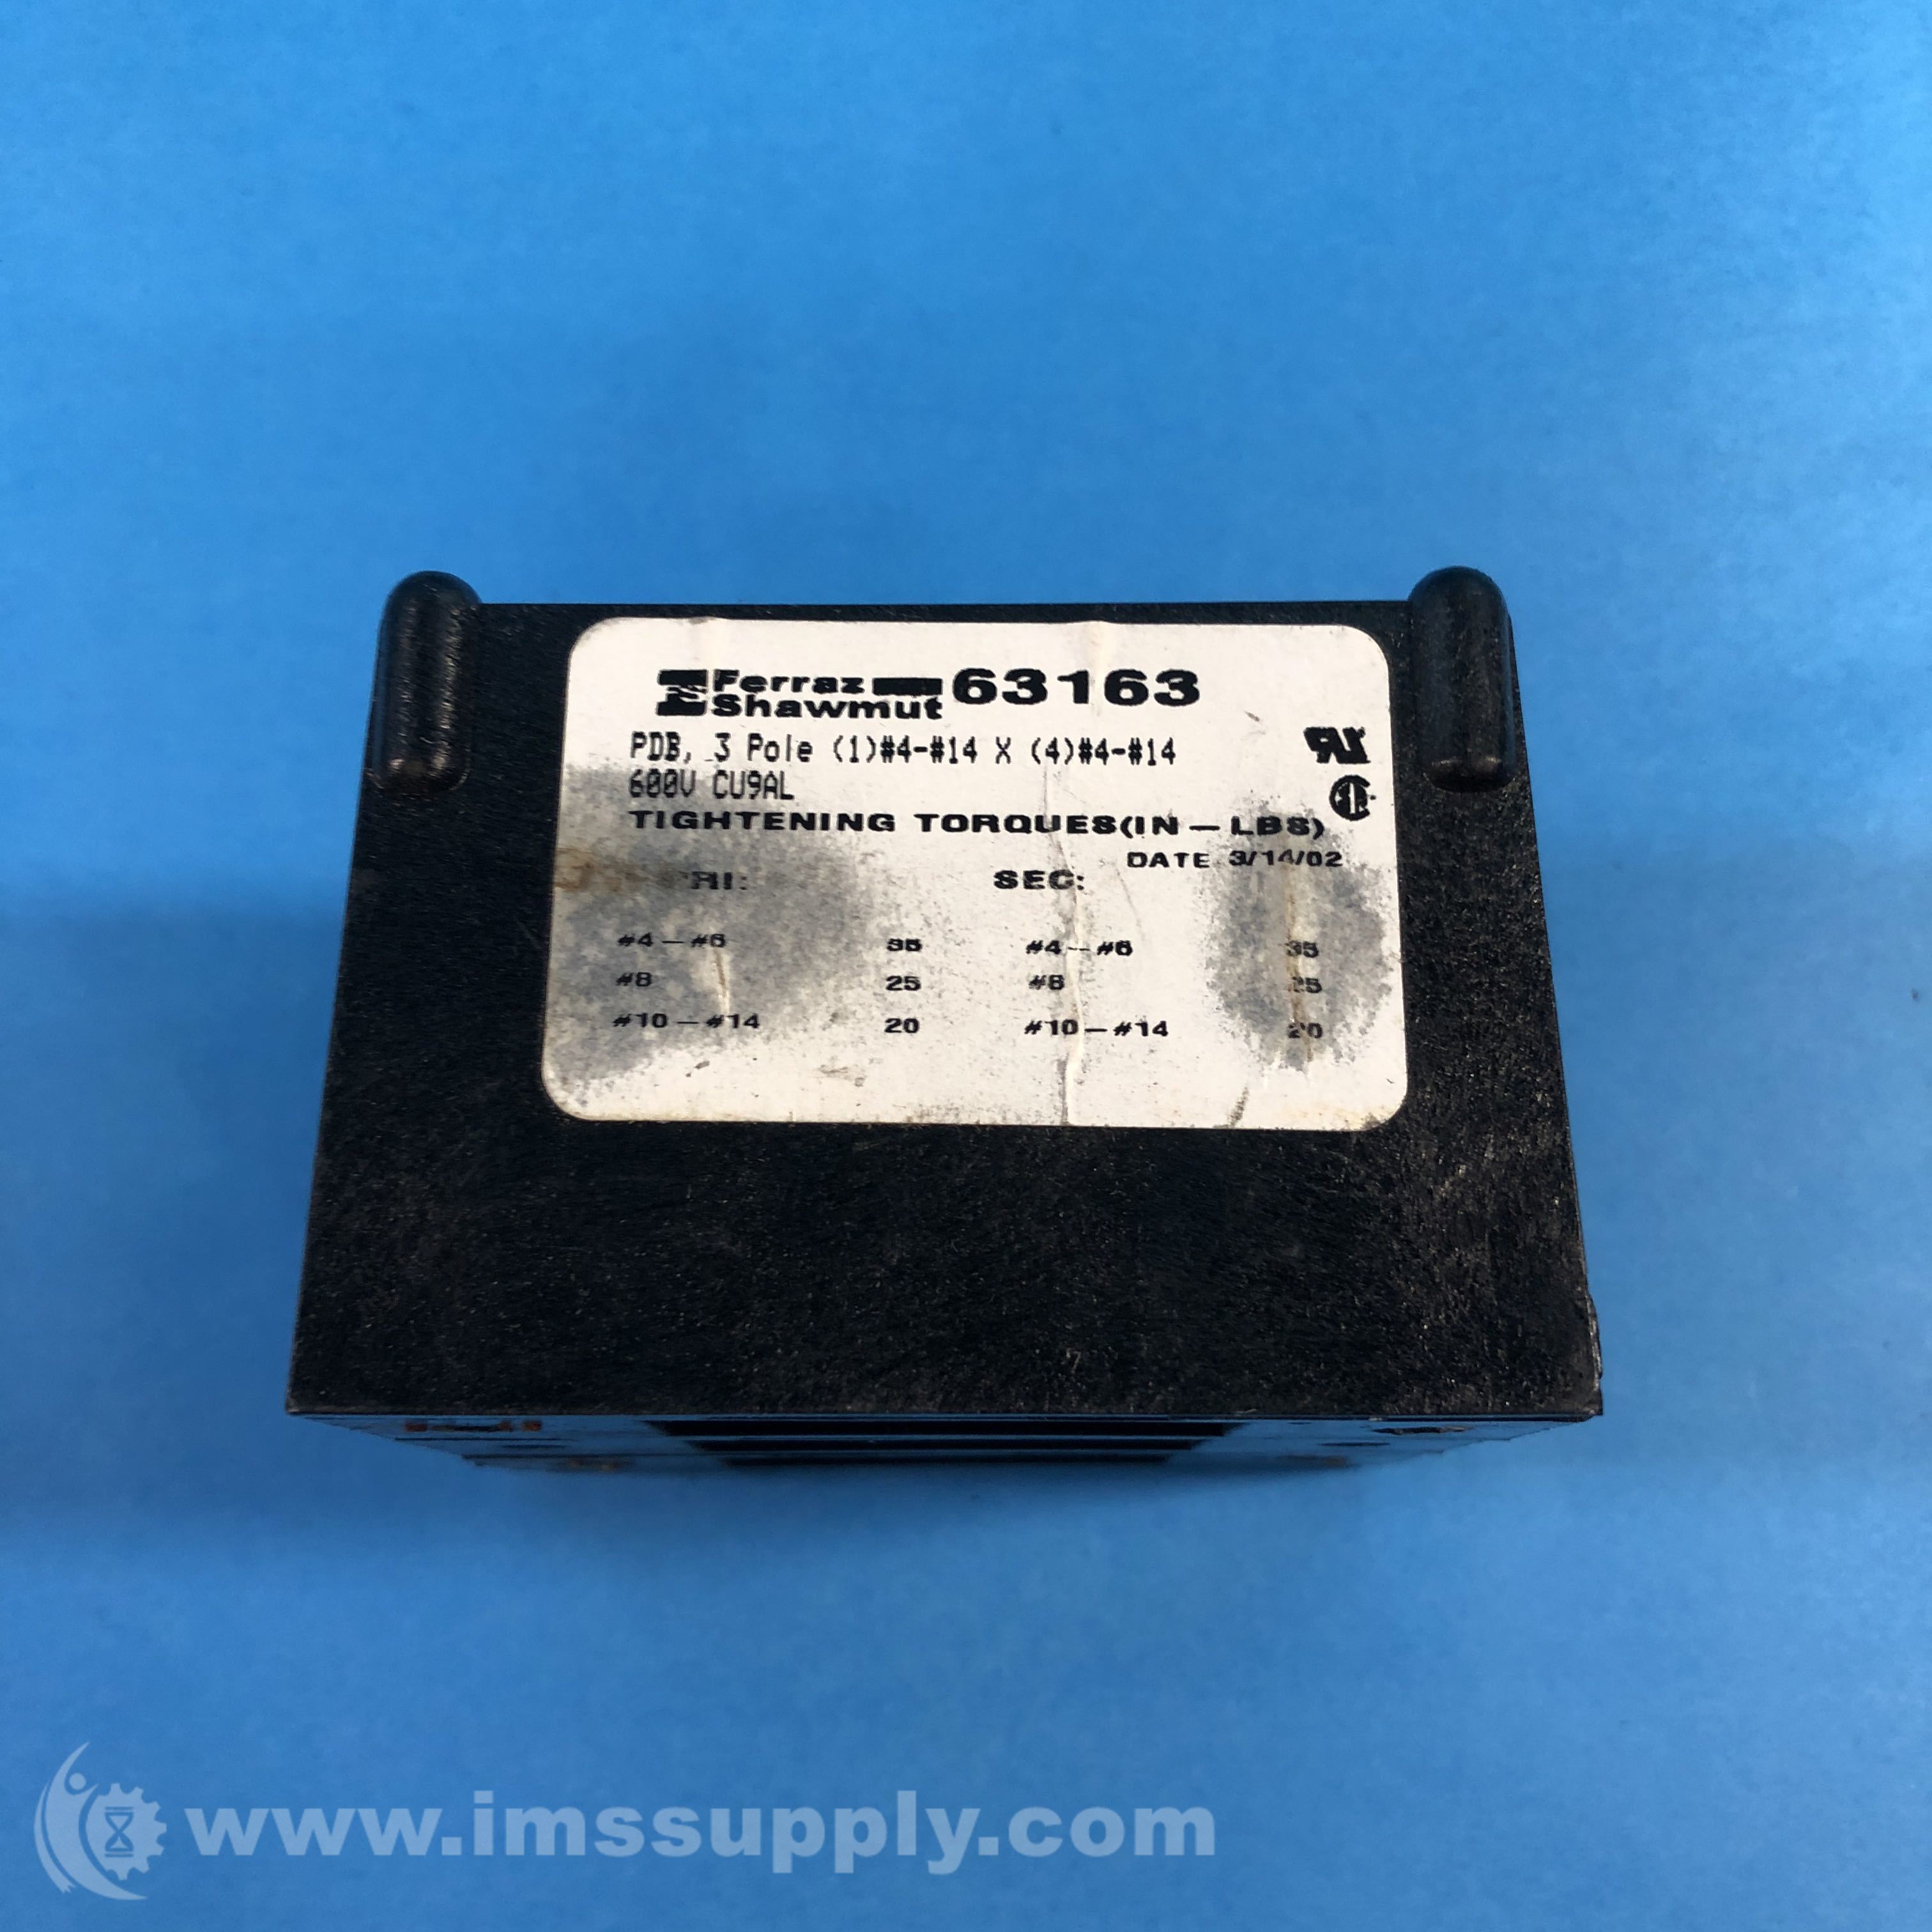 Ferraz Shawmut 63163
PDB, 3 Pole (1)#4-#14 X (4)#4-#14
600V CU9AL
TIGHTENING TORQUES(IN-LBS)
DATE 3/14/02
SEC:
#4-#6 35 #4-#6 35
#8 25 #8 25
#10-#14 20 #10-#14 20
www.imssupply.com